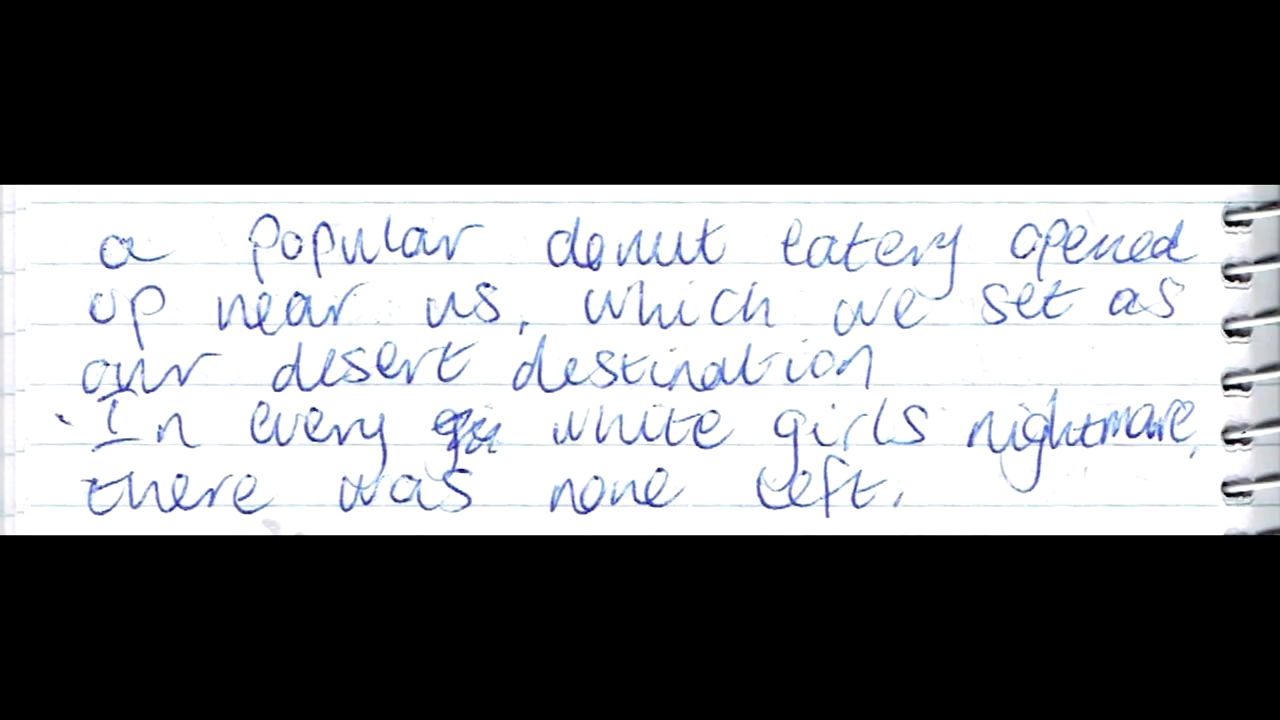 a popular donut eatery opened
up near us, which we set as
our desert destination
In every white girls nightmare,
there was none left.